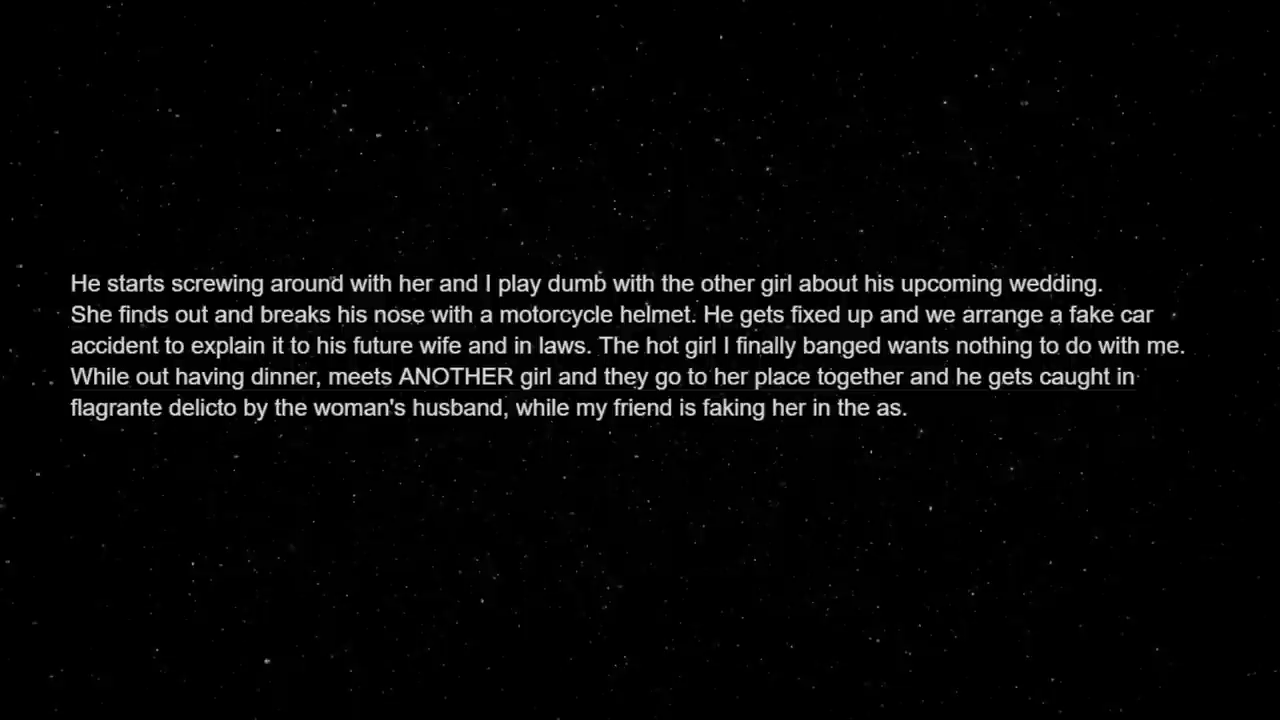 He starts screwing around with her and I play dumb with the other girl about his upcoming wedding.
She finds out and breaks his nose with a motorcycle helmet. He gets fixed up and we arrange a fake car
accident to explain it to his future wife and in laws. The hot girl I finally banged wants nothing to do with me.
While out having dinner, meets ANOTHER girl and they go to her place together and he gets caught in
flagrante delicto by the woman's husband, while my friend is faking her in the as.